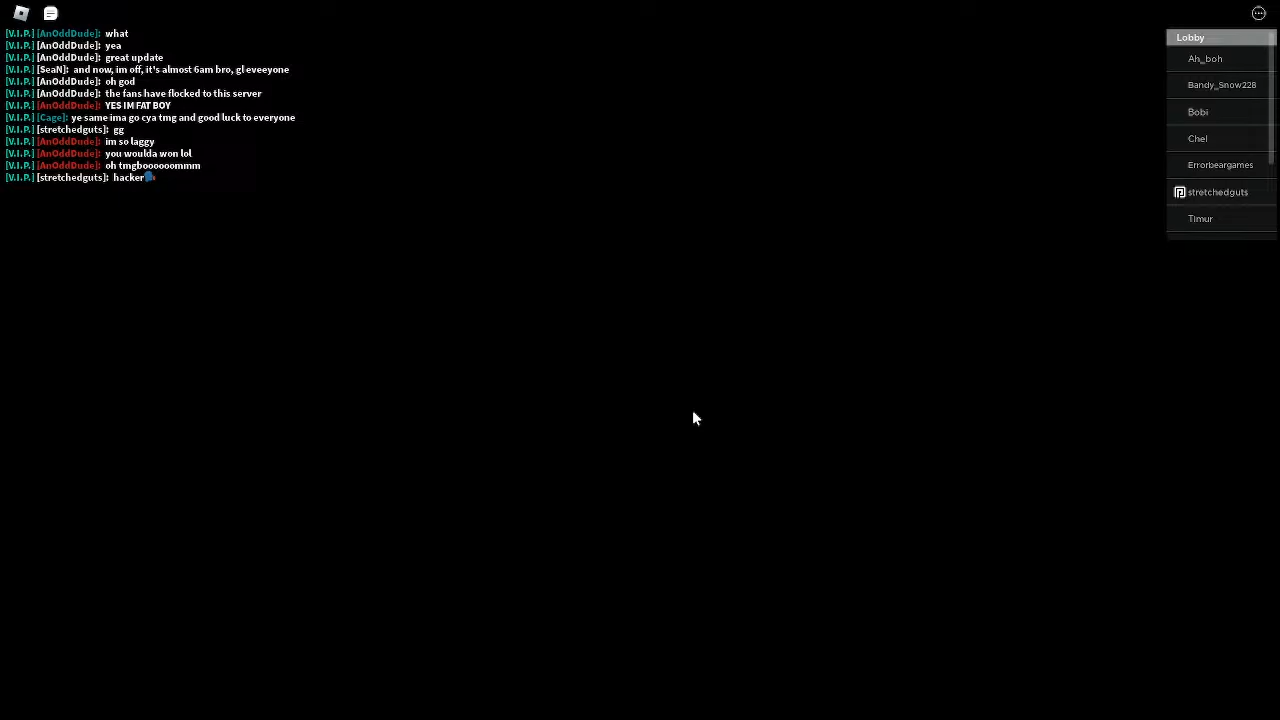 [V.I.P.] [AnOddDude]: what
[V.I.P.] [AnOddDude]: yea
[V.I.P.] [AnOddDude]: great update
[V.I.P.] [SeaN]: and now, im off, it's almost 6am bro, gl eveeyone
[V.I.P.] [AnOddDude]: oh god
[V.I.P.] [AnOddDude]: the fans have flocked to this server
[V.I.P.] [AnOddDude]: YES IM FAT BOY
[V.I.P.] [Cage]: ye same ima go cya tmg and good luck to everyone
[V.I.P.] [stretchedguts]: gg
[V.I.P.] [AnOddDude]: im so laggy
[V.I.P.] [AnOddDude]: you woulda won lol
[V.I.P.] [AnOddDude]: oh tmgboooooommm
[V.I.P.] [stretchedguts]: hacker🗣
Lobby
Ah_boh
Bandy_Snow228
Bobi
Chel
Errorbeargames
stretchedguts
Timur